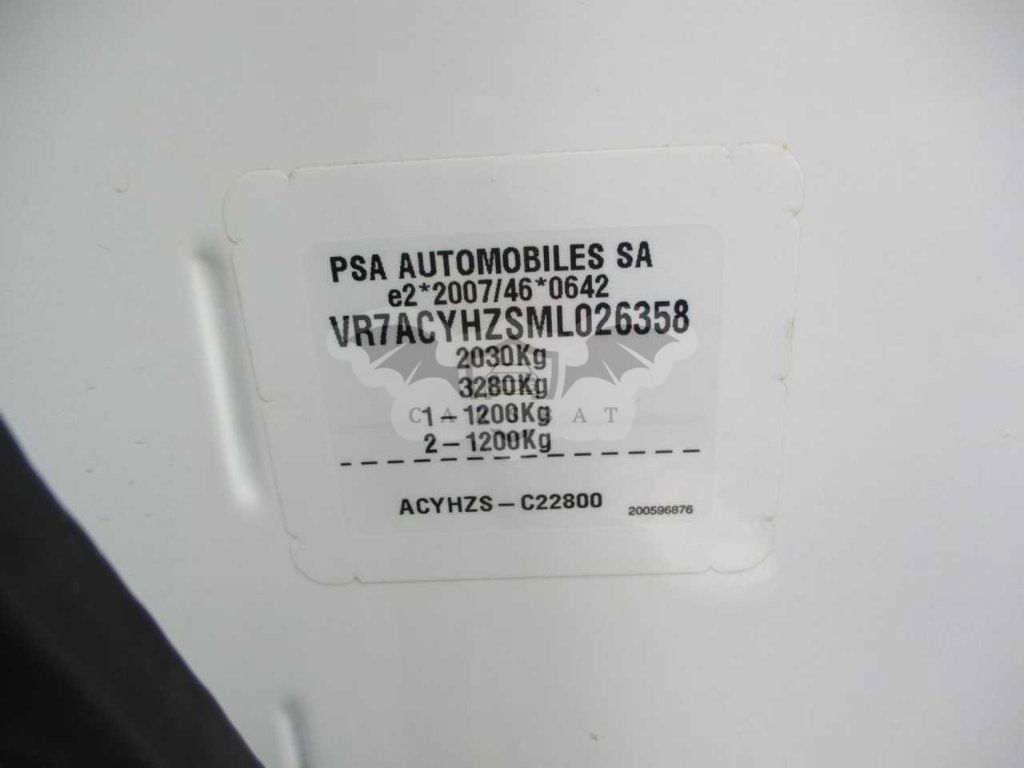 PSA AUTOMOBILES SA
e2*2007/46*0642
VR7ACYHZSML026358
2030Kg
3280Kg
1-1200Kg
2-1200Kg
ACYHZS-C22800
200596876